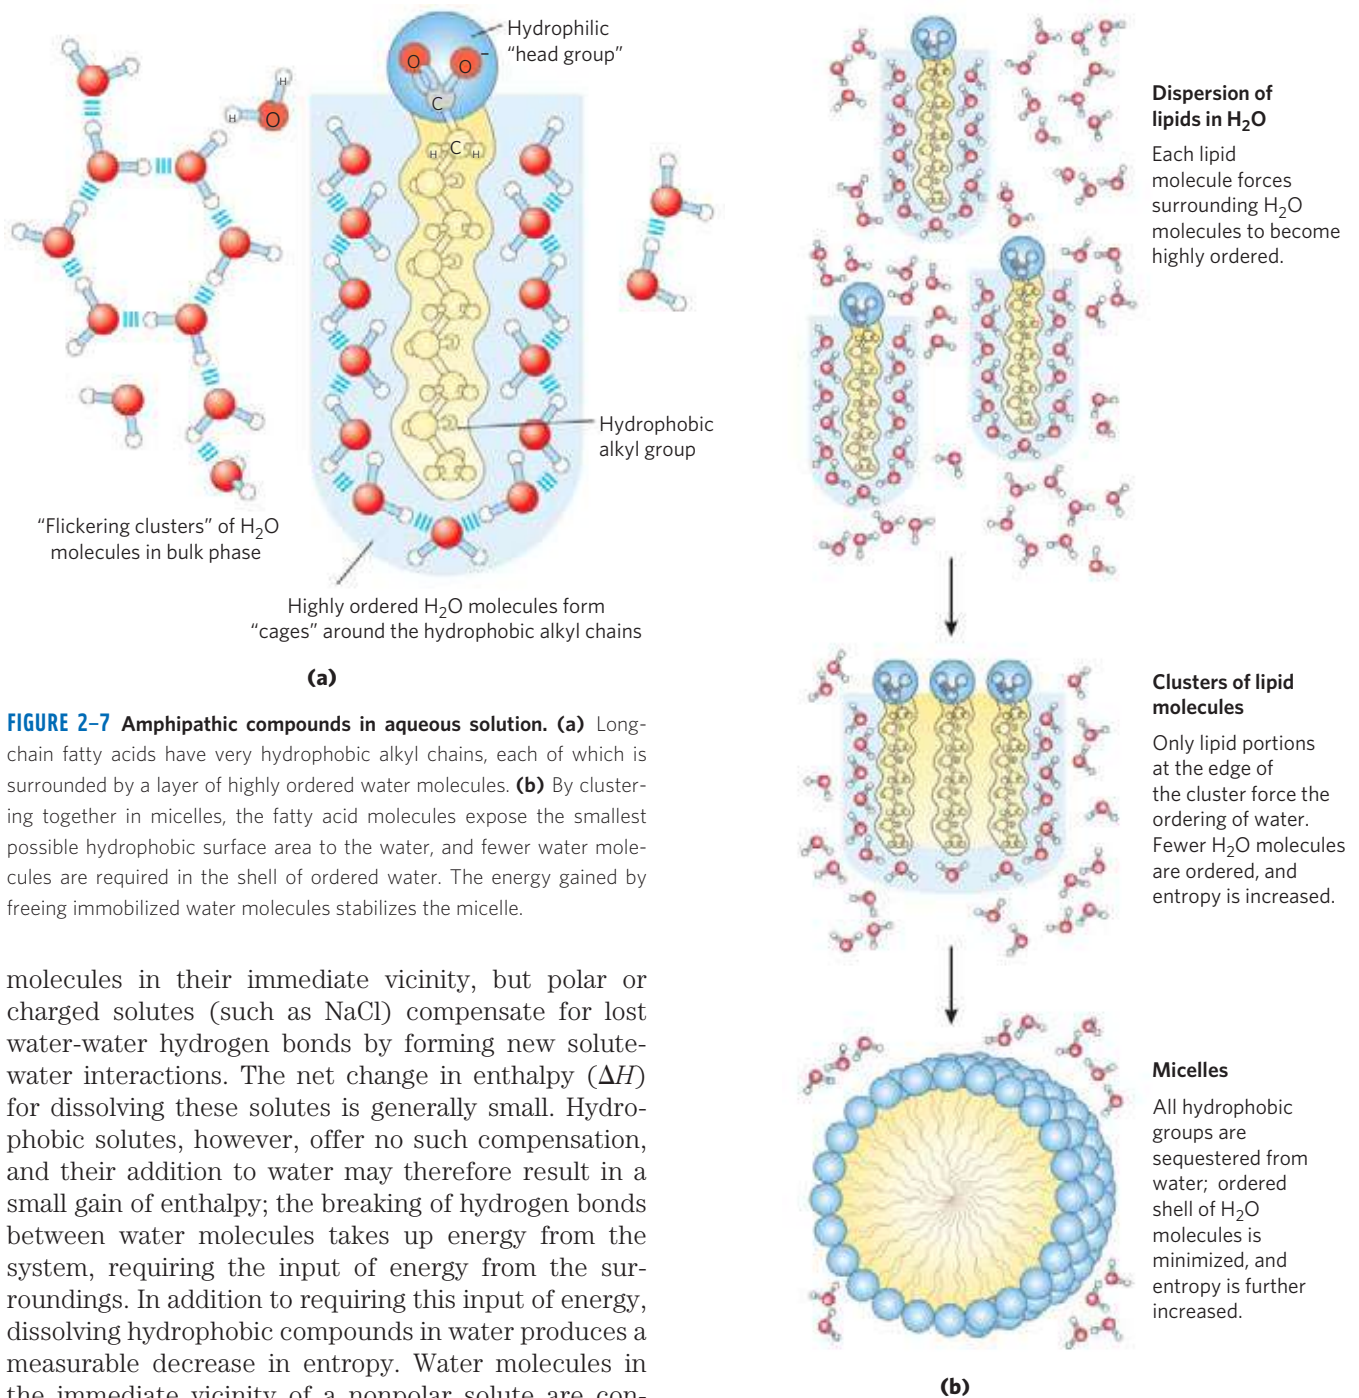 Hydrophilic
“head group”
O
O
–
C
H
C
H
H
H
O
Hydrophobic
alkyl group
“Flickering clusters” of H₂O
molecules in bulk phase
Highly ordered H₂O molecules form
“cages” around the hydrophobic alkyl chains
(a)
FIGURE 2–7 Amphipathic compounds in aqueous solution. (a) Long-
chain fatty acids have very hydrophobic alkyl chains, each of which is
surrounded by a layer of highly ordered water molecules. (b) By cluster-
ing together in micelles, the fatty acid molecules expose the smallest
possible hydrophobic surface area to the water, and fewer water mole-
cules are required in the shell of ordered water. The energy gained by
freeing immobilized water molecules stabilizes the micelle.
molecules in their immediate vicinity, but polar or
charged solutes (such as NaCl) compensate for lost
water-water hydrogen bonds by forming new solute-
water interactions. The net change in enthalpy (ΔH)
for dissolving these solutes is generally small. Hydro-
phobic solutes, however, offer no such compensation,
and their addition to water may therefore result in a
small gain of enthalpy; the breaking of hydrogen bonds
between water molecules takes up energy from the
system, requiring the input of energy from the sur-
roundings. In addition to requiring this input of energy,
dissolving hydrophobic compounds in water produces a
measurable decrease in entropy. Water molecules in
the immediate vicinity of a nonpolar solute are con-
Dispersion of
lipids in H₂O
Each lipid
molecule forces
surrounding H₂O
molecules to become
highly ordered.
Clusters of lipid
molecules
Only lipid portions
at the edge of
the cluster force the
ordering of water.
Fewer H₂O molecules
are ordered, and
entropy is increased.
Micelles
All hydrophobic
groups are
sequestered from
water; ordered
shell of H₂O
molecules is
minimized, and
entropy is further
increased.
(b)